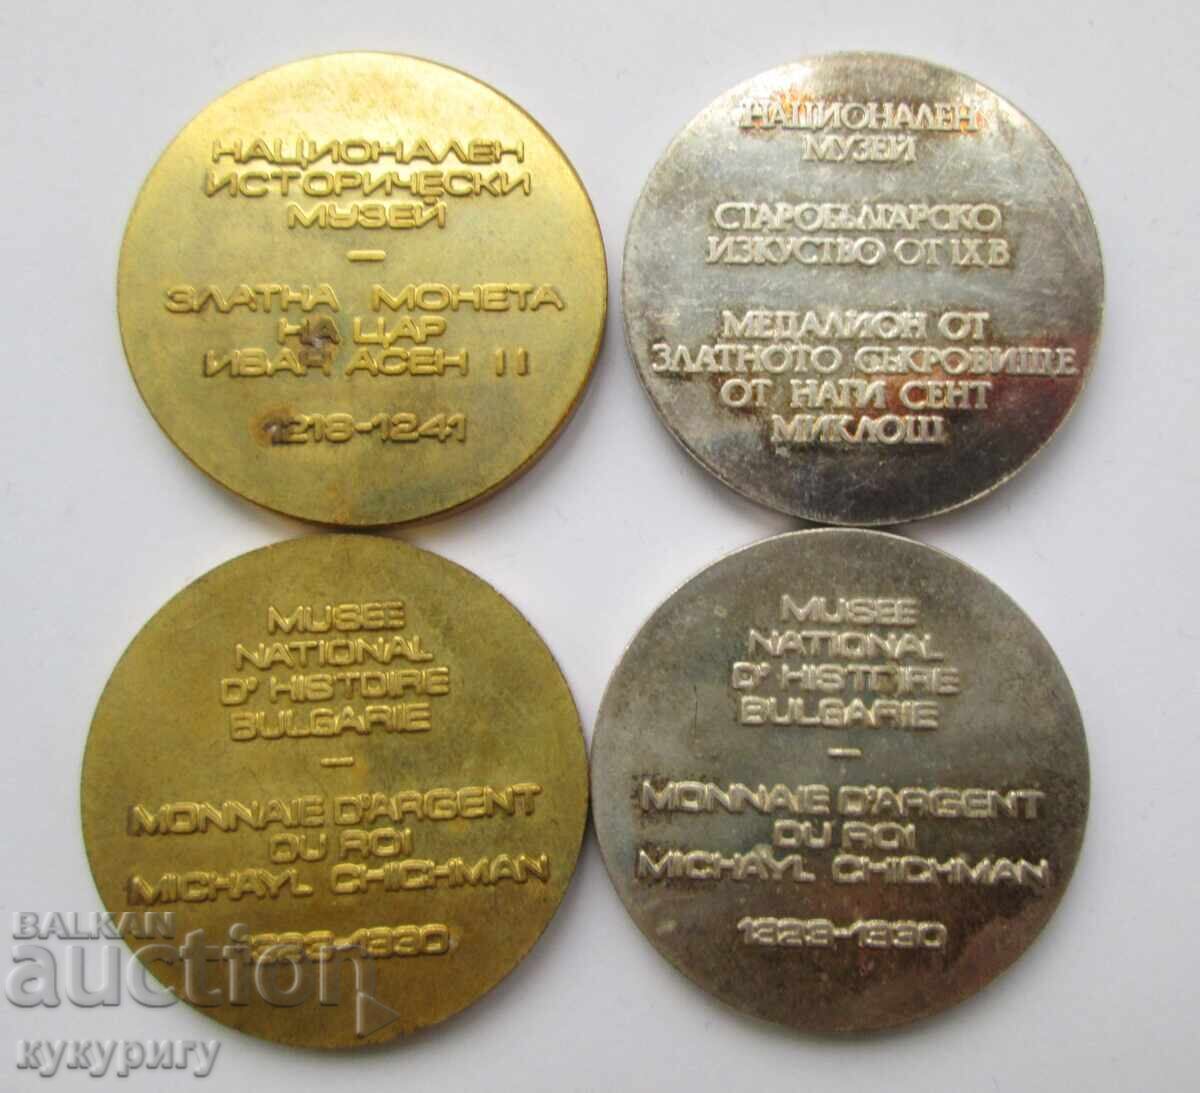 НАЦИОНАЛЕН
ИСТОРИЧЕСКИ
МУЗЕЙ
–
ЗЛАТНА МОНЕТА
НА ЦАР
ИВАН АСЕН II
1218-1241
НАЦИОНАЛЕН
МУЗЕЙ
СТАРОБЪЛГАРСКО
ИЗКУСТВО ОТ IX В
МЕДАЛИОН ОТ
ЗЛАТНОТО СЪКРОВИЩЕ
ОТ НАГИ СЕНТ
МИКЛОШ
MUSEE
NATIONAL
D'HISTOIRE
BULGARIE
–
MONNAIE D'ARGENT
DU ROI
MICHAYL CHICHMAN
1323-1330
MUSEE
NATIONAL
D'HISTOIRE
BULGARIE
–
MONNAIE D'ARGENT
DU ROI
MICHAYL CHICHMAN
1323-1330
BALKAN
auction
кукуригу